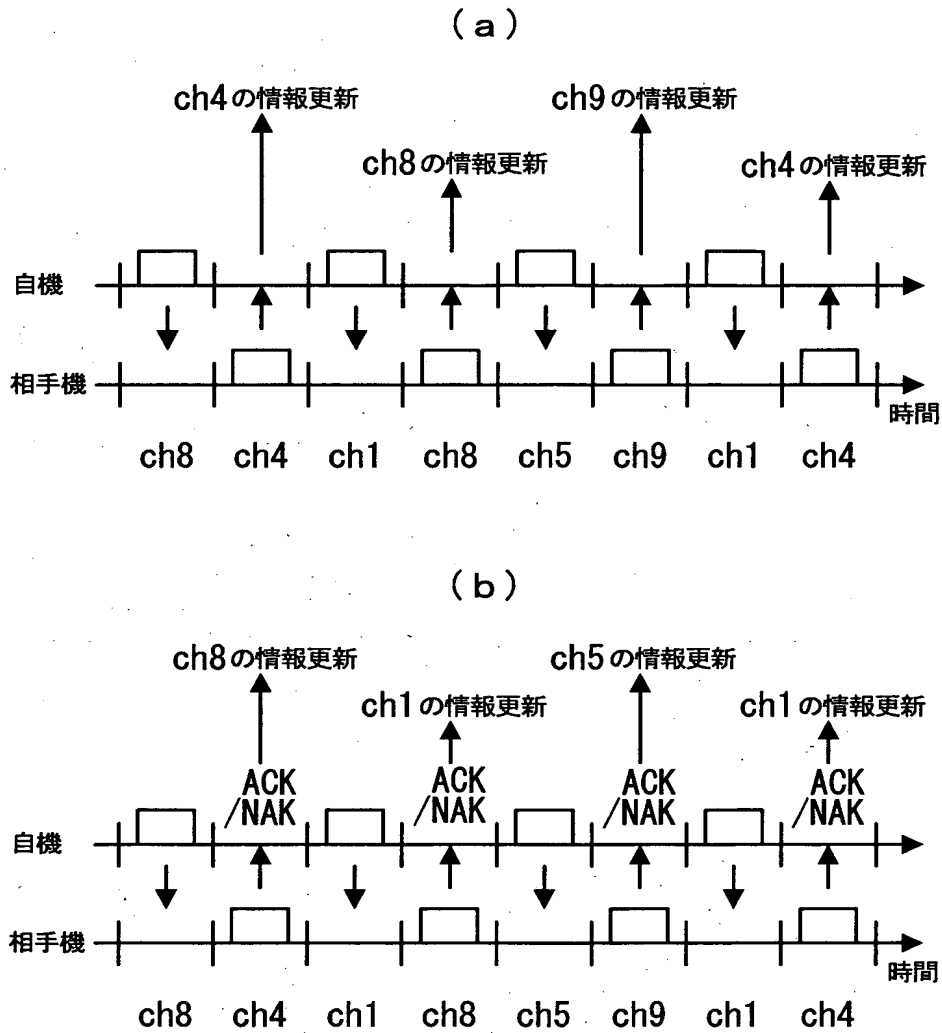 (a)
ch4の情報更新
ch9の情報更新
ch8の情報更新
ch4の情報更新
自機
相手機
時間
ch8 ch4 ch1 ch8 ch5 ch9 ch1 ch4
(b)
ch8の情報更新
ch5の情報更新
ch1の情報更新
ch1の情報更新
ACK
/NAK
ACK
/NAK
ACK
/NAK
ACK
/NAK
自機
相手機
時間
ch8 ch4 ch1 ch8 ch5 ch9 ch1 ch4